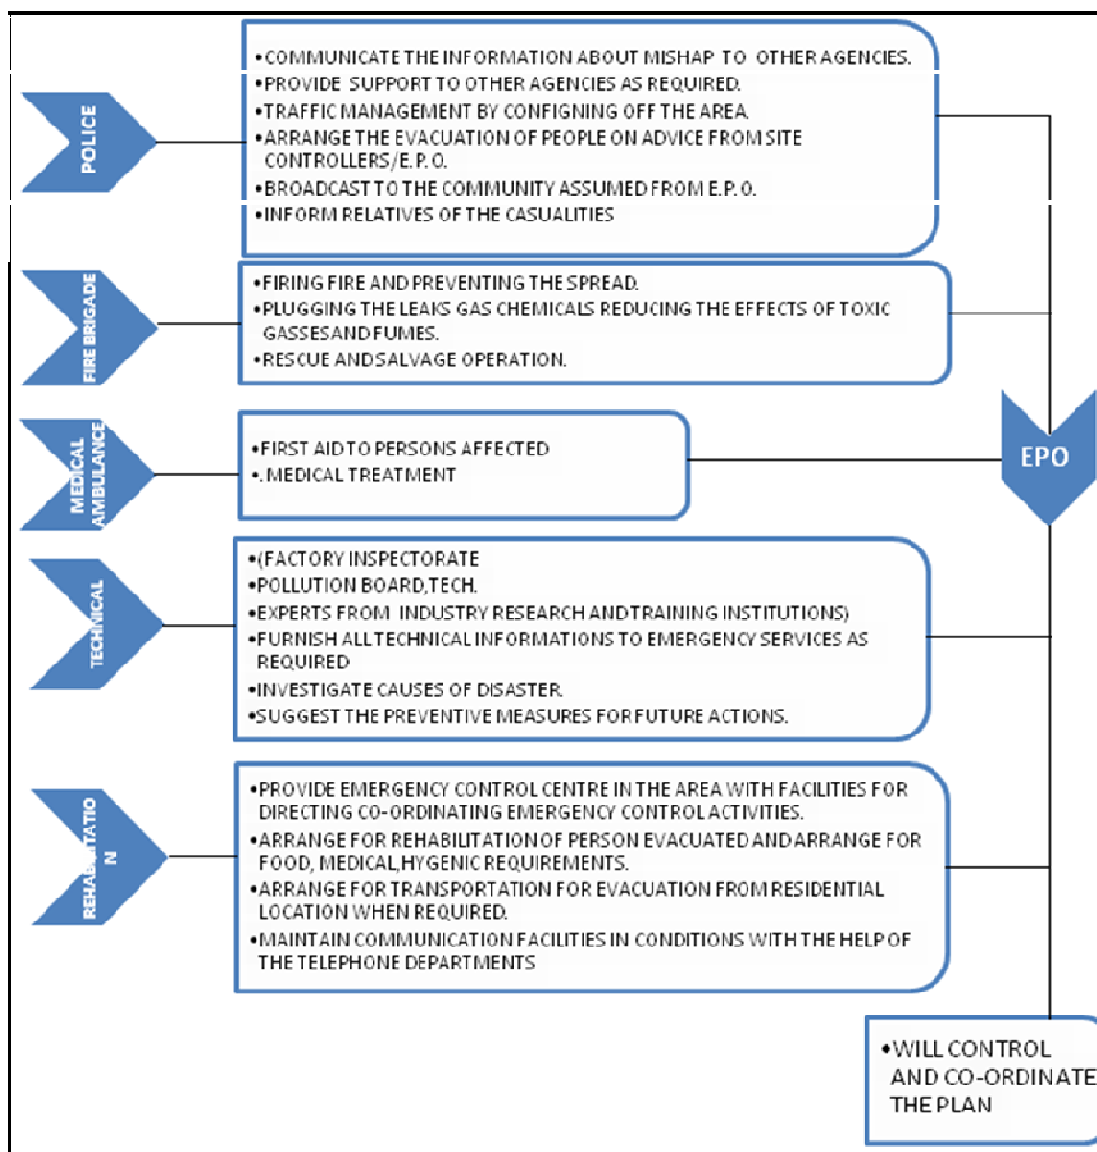 POLICE
•COMMUNICATE THE INFORMATION ABOUT MISHAP TO OTHER AGENCIES.
•PROVIDE SUPPORT TO OTHER AGENCIES AS REQUIRED.
•TRAFFIC MANAGEMENT BY CONFIGNING OFF THE AREA.
•ARRANGE THE EVACUATION OF PEOPLE ON ADVICE FROM SITE
CONTROLLERS/E.P.O.
•BROADCAST TO THE COMMUNITY ASSUMED FROM E.P.O.
•INFORM RELATIVES OF THE CASUALITIES
FIRE BRIGADE
•FIRING FIRE AND PREVENTING THE SPREAD.
•PLUGGING THE LEAKS GAS CHEMICALS REDUCING THE EFFECTS OF TOXIC
GASSES AND FUMES.
•RESCUE AND SALVAGE OPERATION.
MEDICAL
AMBULANCE
•FIRST AID TO PERSONS AFFECTED
•. MEDICAL TREATMENT
EPO
TECHNICAL
•(FACTORY INSPECTORATE
•POLLUTION BOARD,TECH.
•EXPERTS FROM INDUSTRY RESEARCH AND TRAINING INSTITUTIONS)
•FURNISH ALL TECHNICAL INFORMATIONS TO EMERGENCY SERVICES AS
REQUIRED
•INVESTIGATE CAUSES OF DISASTER.
•SUGGEST THE PREVENTIVE MEASURES FOR FUTURE ACTIONS.
REHABILITATIO
N
•PROVIDE EMERGENCY CONTROL CENTRE IN THE AREA WITH FACILITIES FOR
DIRECTING CO-ORDINATING EMERGENCY CONTROL ACTIVITIES.
•ARRANGE FOR REHABILITATION OF PERSON EVACUATED AND ARRANGE FOR
FOOD, MEDICAL,HYGENIC REQUIREMENTS.
•ARRANGE FOR TRANSPORTATION FOR EVACUATION FROM RESIDENTIAL
LOCATION WHEN REQUIRED.
•MAINTAIN COMMUNICATION FACILITIES IN CONDITIONS WITH THE HELP OF
THE TELEPHONE DEPARTMENTS
•WILL CONTROL
AND CO-ORDINATE
THE PLAN